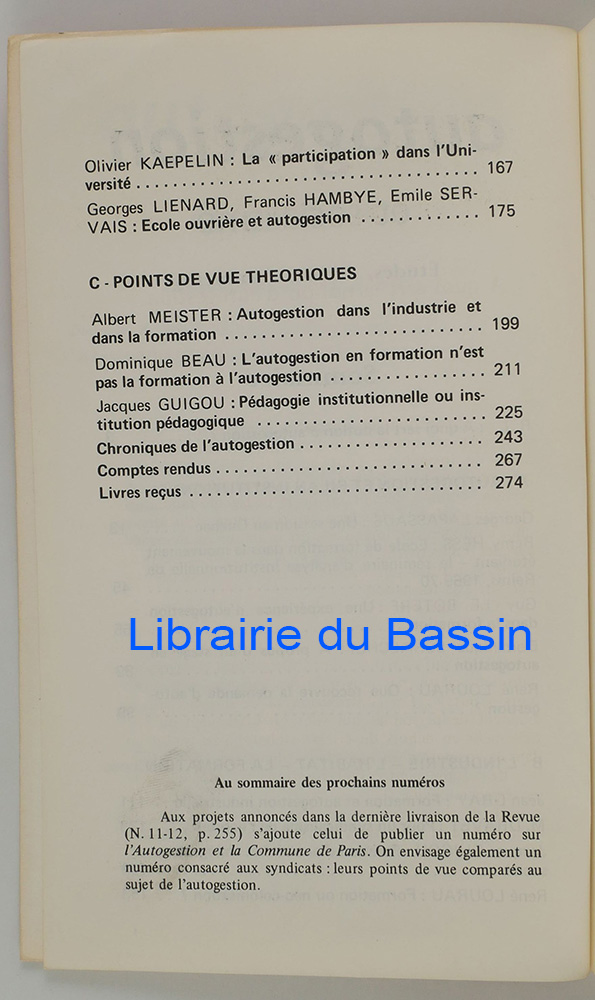 Olivier KAEPELIN : La « participation » dans l'Uni-
versité . . . . . . . . . . . . . . . . . . . . . . . . . . . . . . . . . . . . 167
Georges LIENARD, Francis HAMBYE, Emile SER-
VAIS : Ecole ouvrière et autogestion . . . . . . . . . . . . . 175
C - POINTS DE VUE THEORIQUES
Albert MEISTER : Autogestion dans l'industrie et
dans la formation . . . . . . . . . . . . . . . . . . . . . . . . . . . . 199
Dominique BEAU : L'autogestion en formation n'est
pas la formation à l'autogestion . . . . . . . . . . . . . . . . . 211
Jacques GUIGOU : Pédagogie institutionnelle ou ins-
titution pédagogique . . . . . . . . . . . . . . . . . . . . . . . . . 225
Chroniques de l'autogestion . . . . . . . . . . . . . . . . . . . . 243
Comptes rendus . . . . . . . . . . . . . . . . . . . . . . . . . . . . . 267
Livres reçus . . . . . . . . . . . . . . . . . . . . . . . . . . . . . . . . 274
Librairie du Bassin
Au sommaire des prochains numéros
Aux projets annoncés dans la dernière livraison de la Revue
(N. 11-12, p. 255) s'ajoute celui de publier un numéro sur
l'Autogestion et la Commune de Paris. On envisage également un
numéro consacré aux syndicats : leurs points de vue comparés au
sujet de l'autogestion.